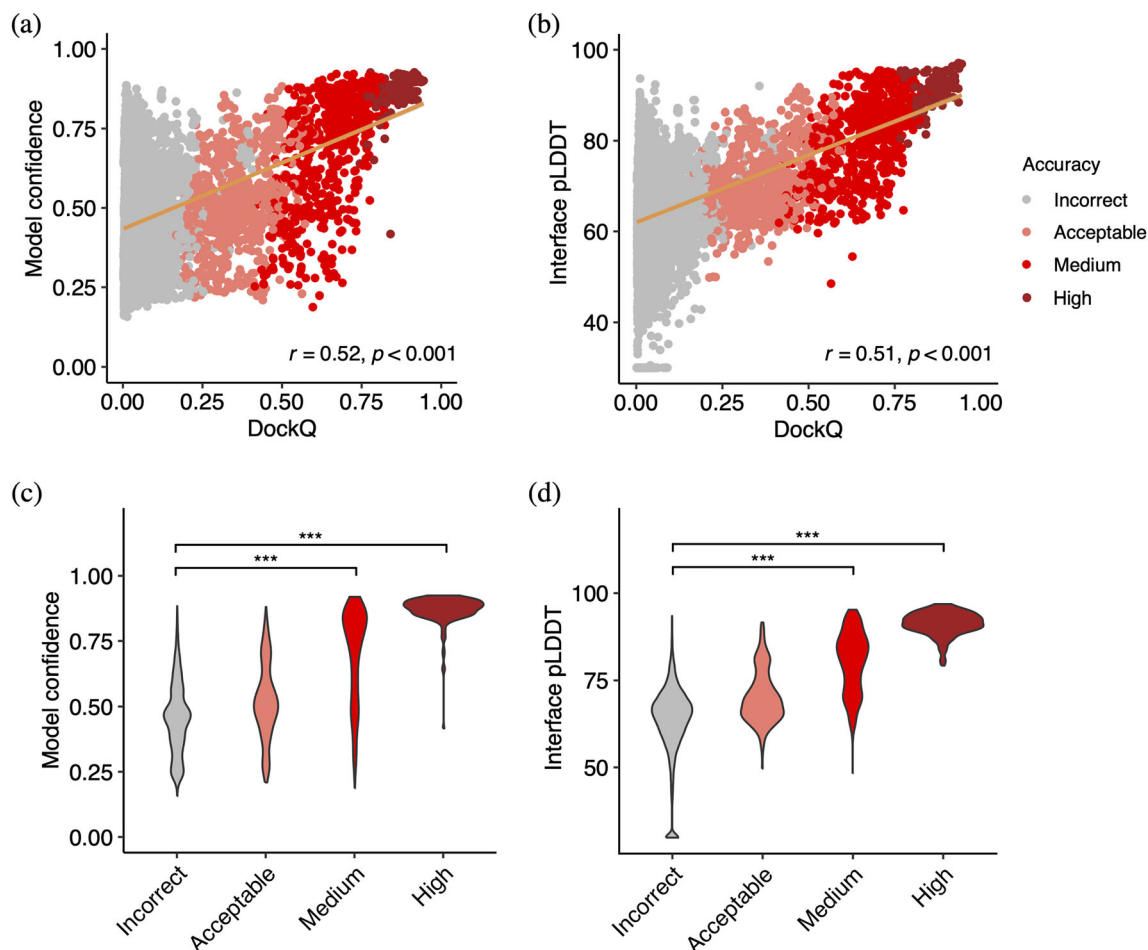 (a)
1.00
0.75
0.50
0.25
0.00
Model confidence
r = 0.52, p < 0.001
0.00 0.25 0.50 0.75 1.00
DockQ
(b)
100
80
60
40
Interface pLDDT
r = 0.51, p < 0.001
0.00 0.25 0.50 0.75 1.00
DockQ
Accuracy
Incorrect
Acceptable
Medium
High
(c)
***
***
1.00
0.75
0.50
0.25
0.00
Model confidence
Incorrect
Acceptable
Medium
High
(d)
***
***
100
75
50
Interface pLDDT
Incorrect
Acceptable
Medium
High